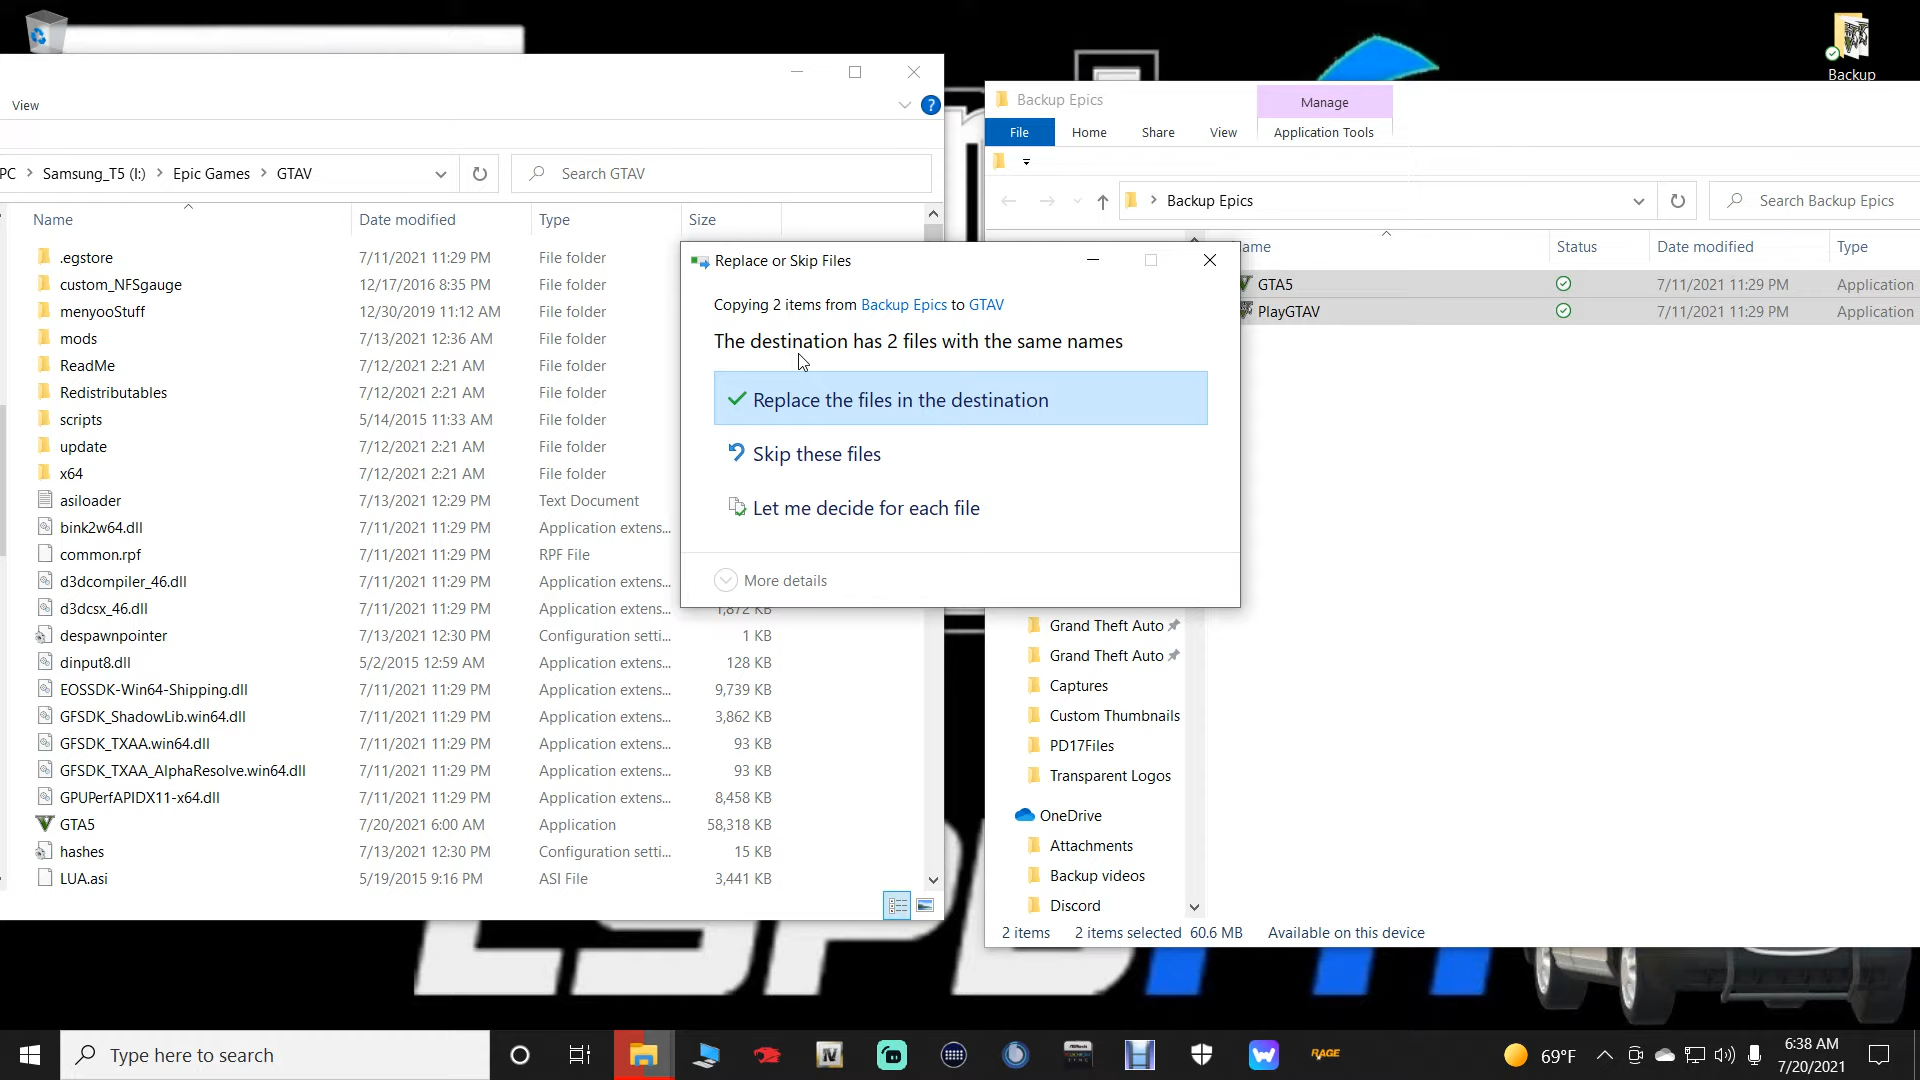 Backup
View
PC > Samsung_T5 (I:) > Epic Games > GTAV
Search GTAV
Name Date modified Type Size
.egstore 7/11/2021 11:29 PM File folder
custom_NFSgauge 12/17/2016 8:35 PM File folder
menyooStuff 12/30/2019 11:12 AM File folder
mods 7/13/2021 12:36 AM File folder
ReadMe 7/12/2021 2:21 AM File folder
Redistributables 7/12/2021 2:21 AM File folder
scripts 5/14/2015 11:33 AM File folder
update 7/12/2021 2:21 AM File folder
x64 7/12/2021 2:21 AM File folder
asiloader 7/13/2021 12:29 PM Text Document
bink2w64.dll 7/11/2021 11:29 PM Application extens...
common.rpf 7/11/2021 11:29 PM RPF File
d3dcompiler_46.dll 7/11/2021 11:29 PM Application extens...
d3dcsx_46.dll 7/11/2021 11:29 PM Application extens... 1,872 KB
despawnpointer 7/13/2021 12:30 PM Configuration setti... 1 KB
dinput8.dll 5/2/2015 12:59 AM Application extens... 128 KB
EOSSDK-Win64-Shipping.dll 7/11/2021 11:29 PM Application extens... 9,739 KB
GFSDK_ShadowLib.win64.dll 7/11/2021 11:29 PM Application extens... 3,862 KB
GFSDK_TXAA.win64.dll 7/11/2021 11:29 PM Application extens... 93 KB
GFSDK_TXAA_AlphaResolve.win64.dll 7/11/2021 11:29 PM Application extens... 93 KB
GPUPerfAPIDX11-x64.dll 7/11/2021 11:29 PM Application extens... 8,458 KB
GTA5 7/20/2021 6:00 AM Application 58,318 KB
hashes 7/13/2021 12:30 PM Configuration setti... 15 KB
LUA.asi 5/19/2015 9:16 PM ASI File 3,441 KB
Replace or Skip Files
Copying 2 items from Backup Epics to GTAV
The destination has 2 files with the same names
Replace the files in the destination
Skip these files
Let me decide for each file
More details
Backup Epics
Manage
File Home Share View Application Tools
> Backup Epics
Search Backup Epics
ame Status Date modified Type
GTA5 7/11/2021 11:29 PM Application
PlayGTAV 7/11/2021 11:29 PM Application
Grand Theft Auto
Grand Theft Auto
Captures
Custom Thumbnails
PD17Files
Transparent Logos
OneDrive
Attachments
Backup videos
Discord
2 items 2 items selected 60.6 MB Available on this device
Type here to search
RAGE
69°F
6:38 AM
7/20/2021